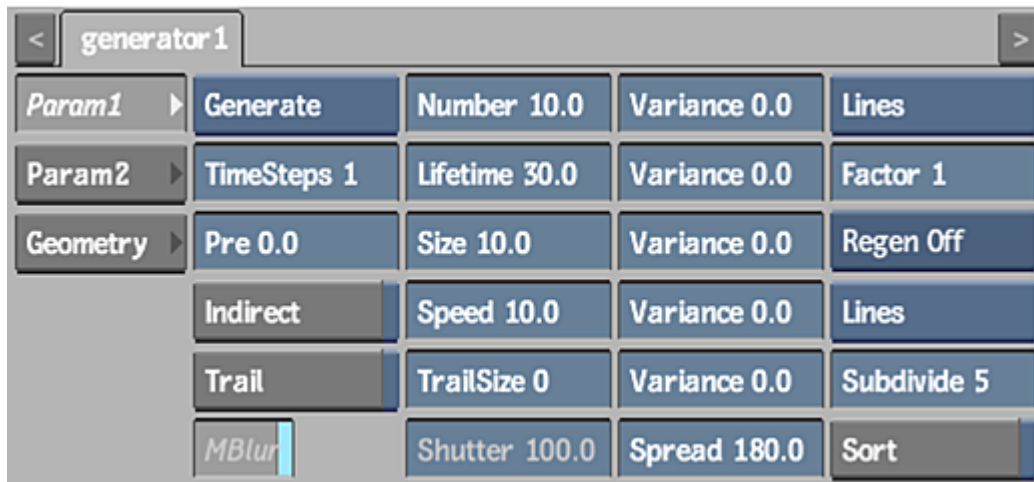 < generator1 >
Param1 Generate Number 10.0 Variance 0.0 Lines
Param2 TimeSteps 1 Lifetime 30.0 Variance 0.0 Factor 1
Geometry Pre 0.0 Size 10.0 Variance 0.0 Regen Off
Indirect Speed 10.0 Variance 0.0 Lines
Trail TrailSize 0 Variance 0.0 Subdivide 5
MBlur Shutter 100.0 Spread 180.0 Sort